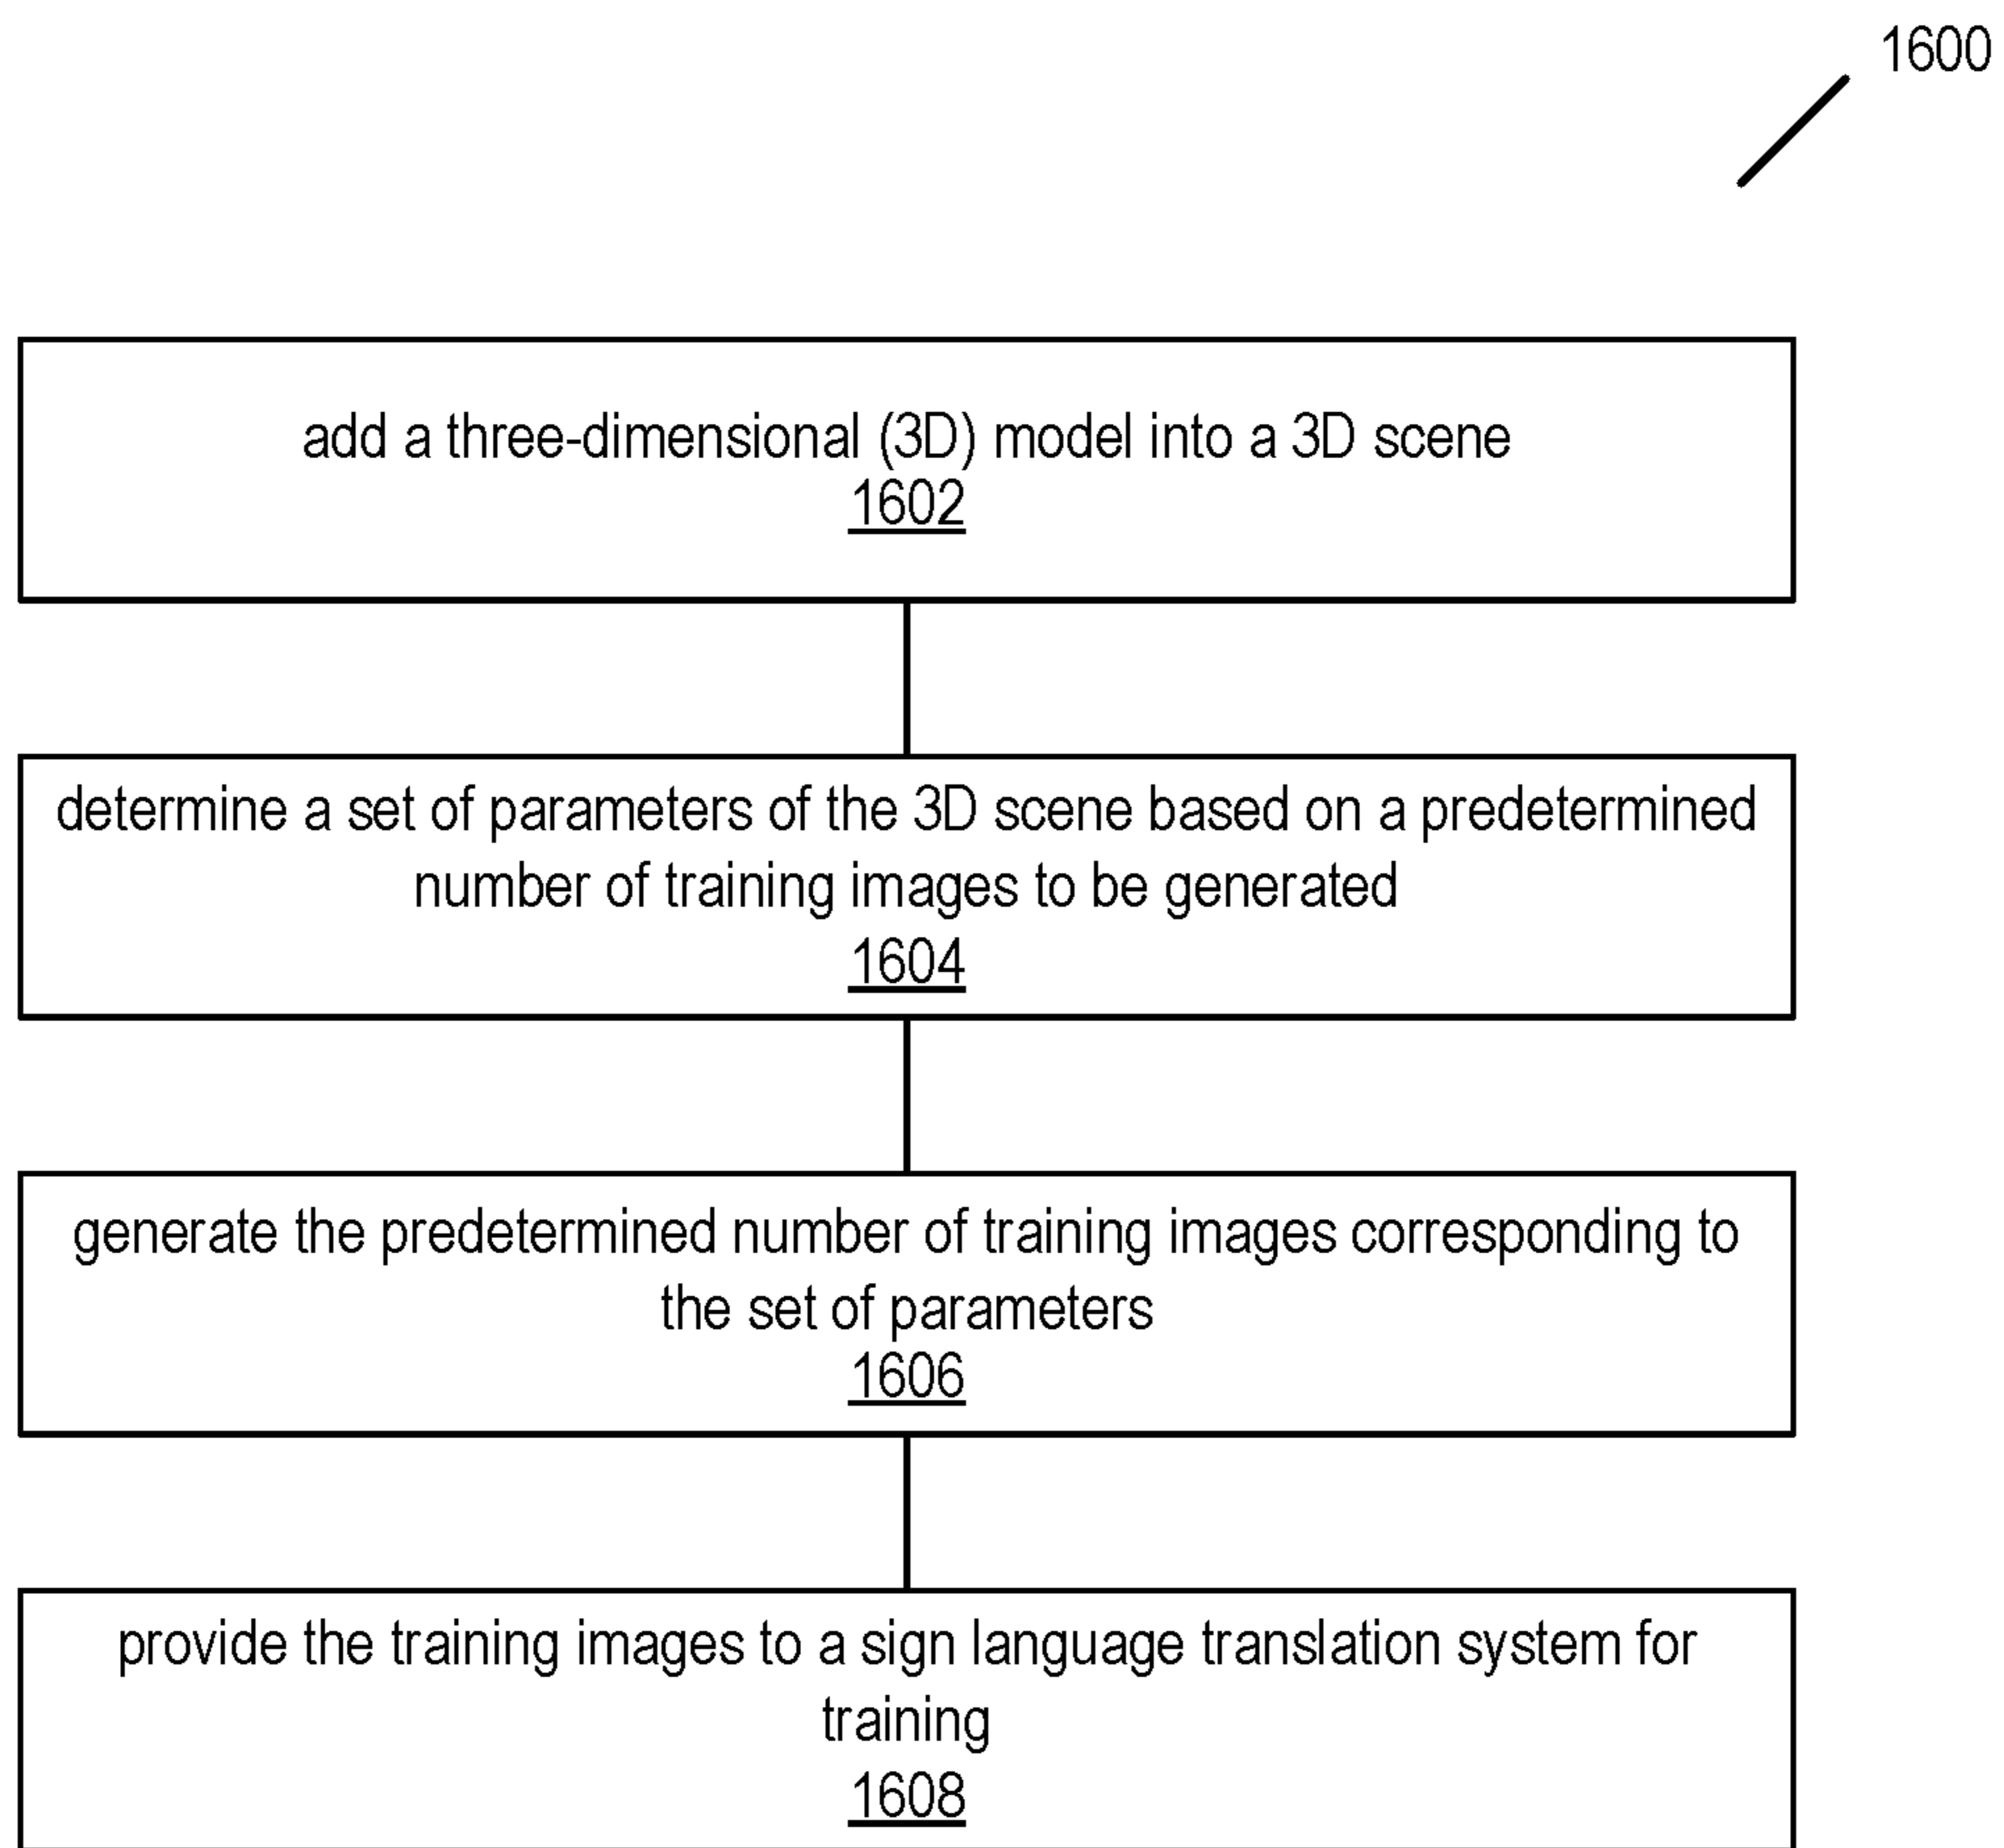 1600
add a three-dimensional (3D) model into a 3D scene
1602
determine a set of parameters of the 3D scene based on a predetermined
number of training images to be generated
1604
generate the predetermined number of training images corresponding to
the set of parameters
1606
provide the training images to a sign language translation system for
training
1608